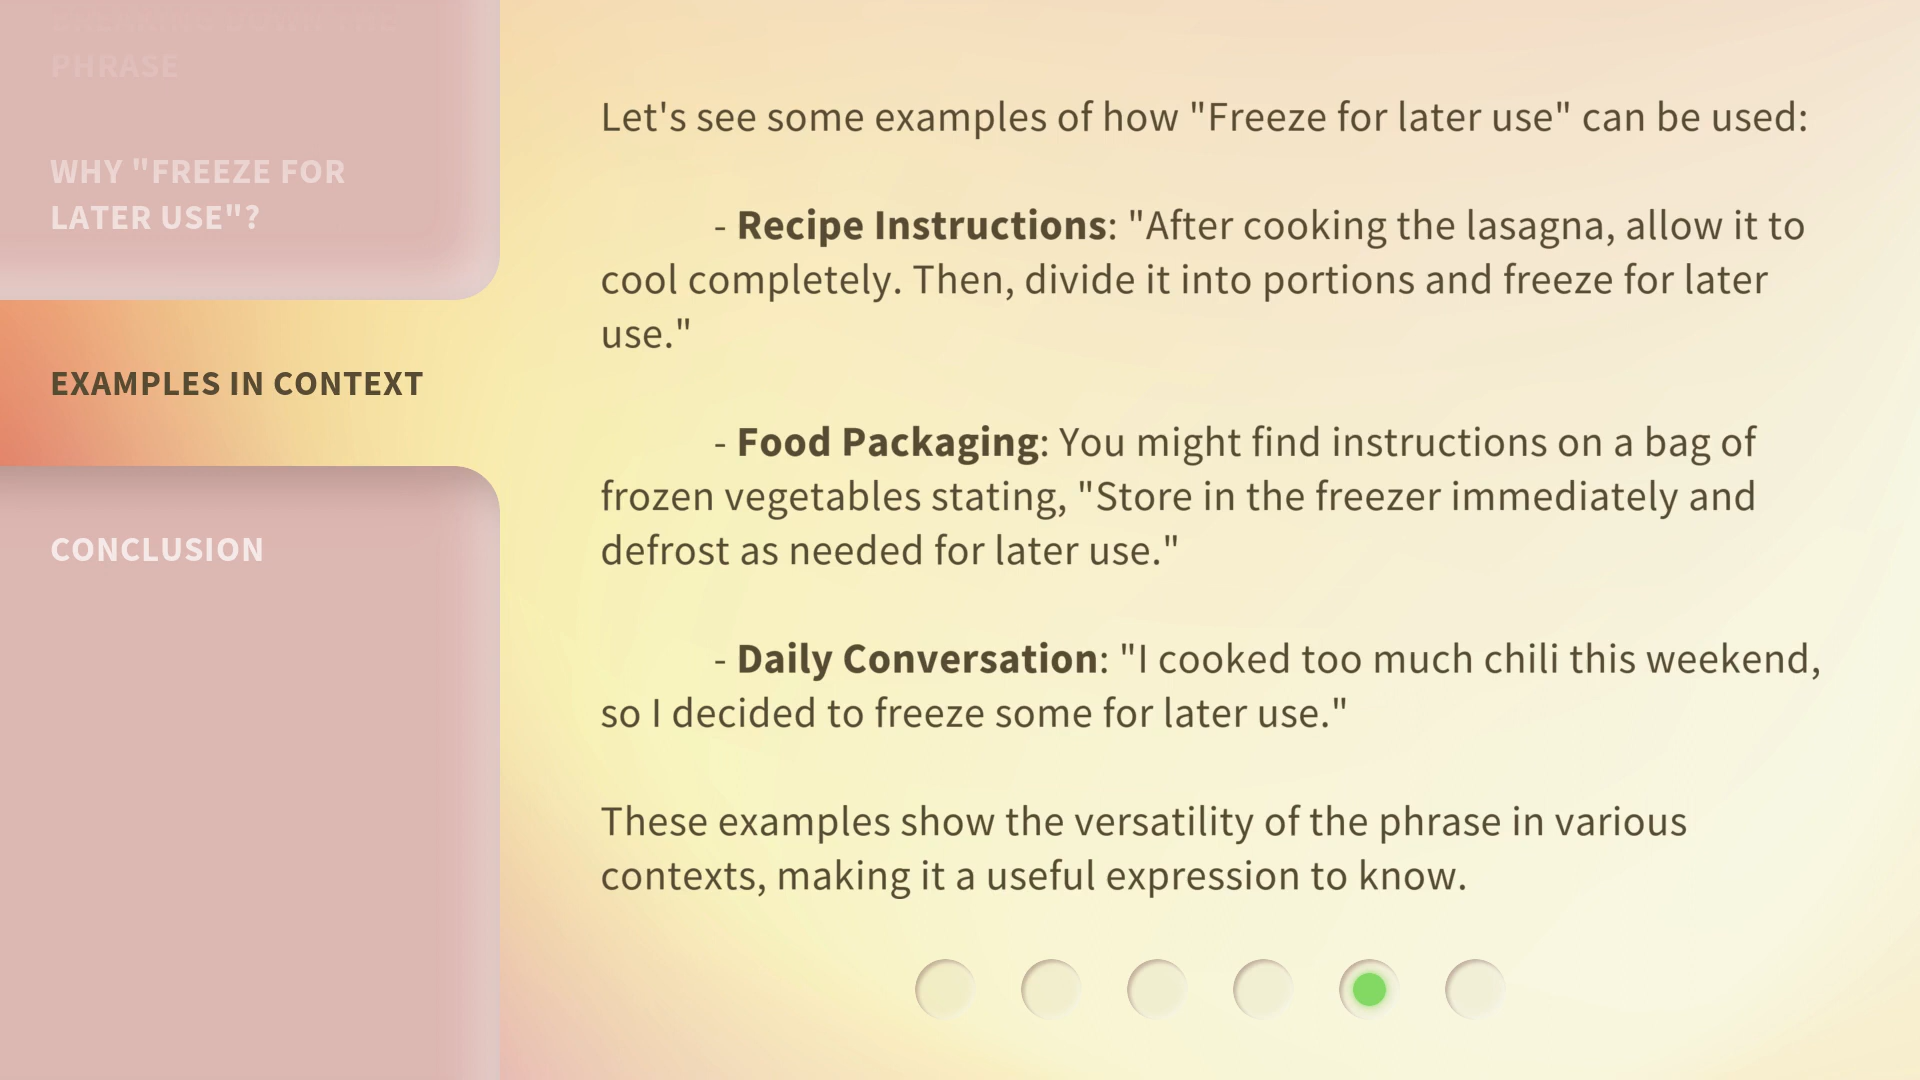 PHRASE
WHY "FREEZE FOR
LATER USE"?
EXAMPLES IN CONTEXT
CONCLUSION
Let's see some examples of how "Freeze for later use" can be used:
- Recipe Instructions: "After cooking the lasagna, allow it to
cool completely. Then, divide it into portions and freeze for later
use."
- Food Packaging: You might find instructions on a bag of
frozen vegetables stating, "Store in the freezer immediately and
defrost as needed for later use."
- Daily Conversation: "I cooked too much chili this weekend,
so I decided to freeze some for later use."
These examples show the versatility of the phrase in various
contexts, making it a useful expression to know.